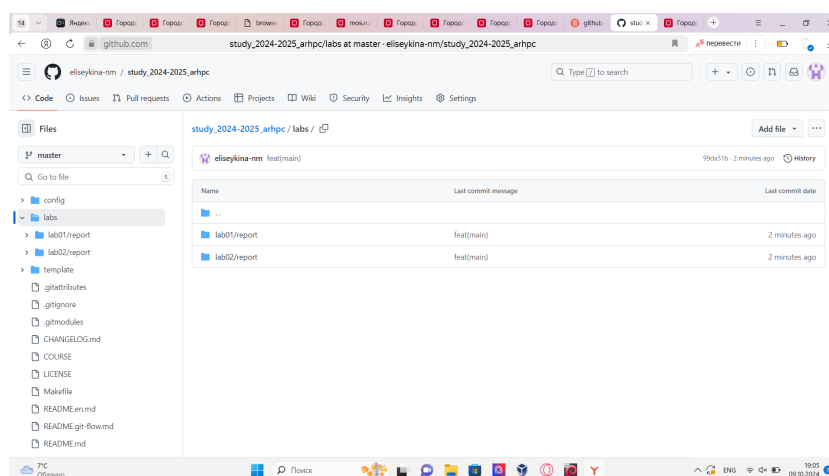 14 Яндекс Город Город Город Город browse Город mos.ru Город Город Город Город github stud × Город +
github.com study_2024-2025_arhpc/labs at master · eliseykina-nm/study_2024-2025_arhpc перевести
eliseykina-nm / study_2024-2025_arhpc Type / to search
Code Issues Pull requests Actions Projects Wiki Security Insights Settings
Files study_2024-2025_arhpc / labs / Add file
master eliseykina-nm feat(main) 99da51b · 2 minutes ago History
Go to file t
Name Last commit message Last commit date
config
labs ..
lab01/report lab01/report feat(main) 2 minutes ago
lab02/report lab02/report feat(main) 2 minutes ago
template
.gitattributes
.gitignore
.gitmodules
CHANGELOG.md
COURSE
LICENSE
Makefile
README.en.md
README.git-flow.md
README.md
7°C Поиск ENG 19:05
Облачно 09.10.2024